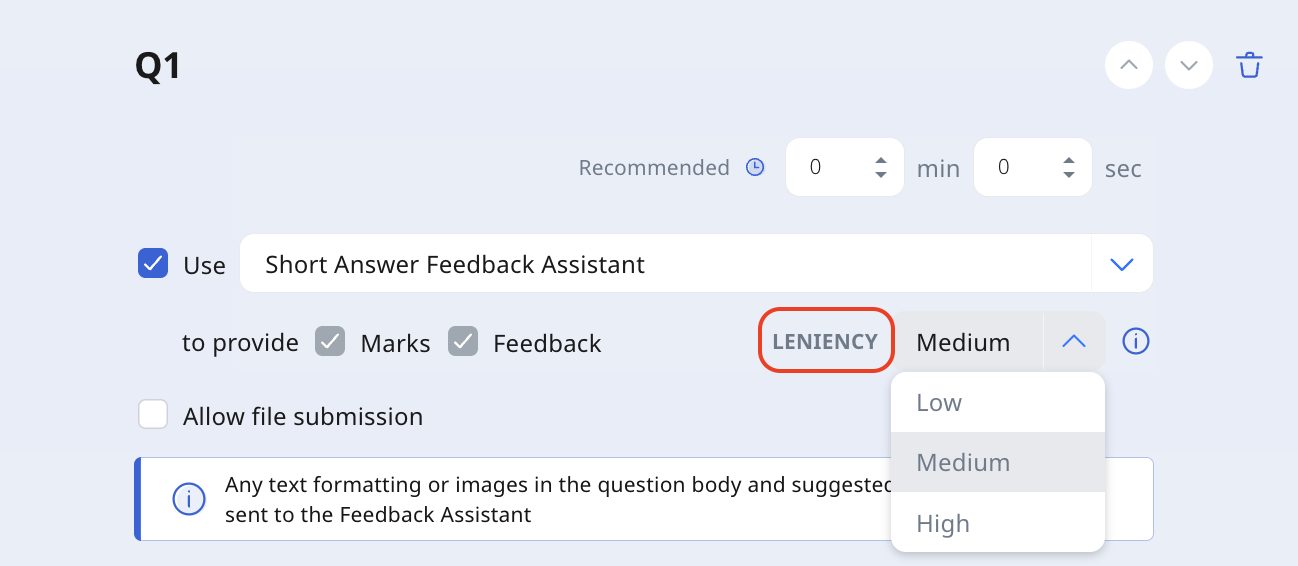 Q1
Recommended 0 min 0 sec
Use Short Answer Feedback Assistant
to provide Marks Feedback LENIENCY Medium
Low
Allow file submission
Medium
Any text formatting or images in the question body and suggested
sent to the Feedback Assistant
High